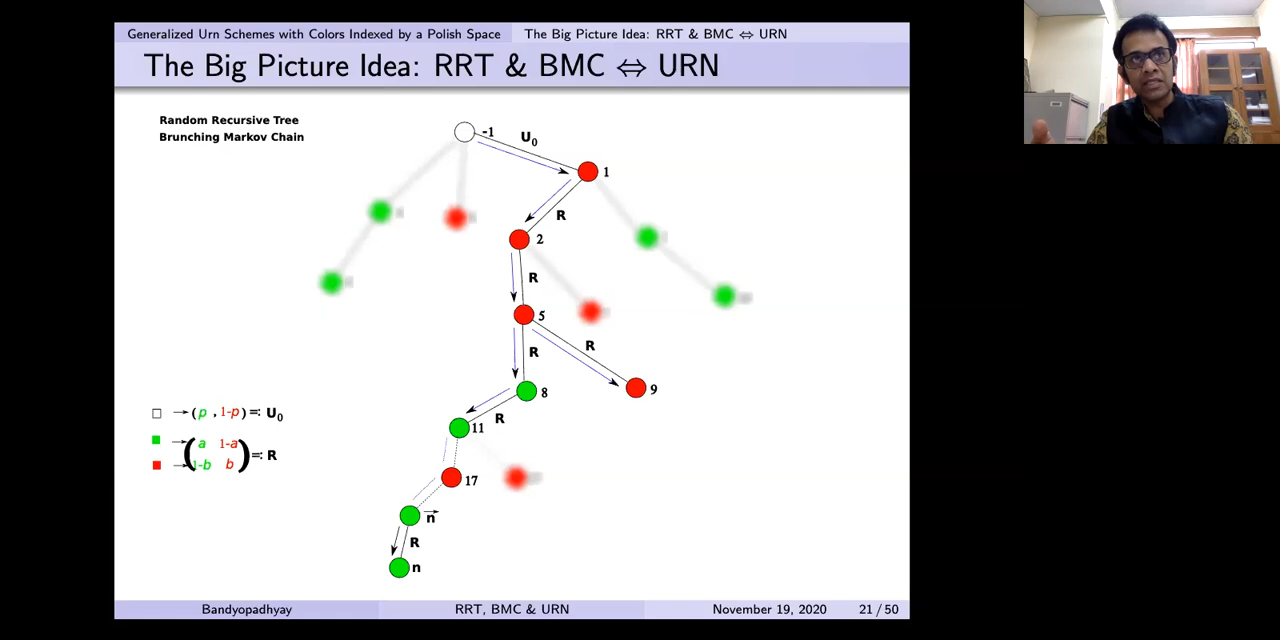 Generalized Urn Schemes with Colors Indexed by a Polish Space The Big Picture Idea: RRT & BMC ⇔ URN
The Big Picture Idea: RRT & BMC ⇔ URN
Random Recursive Tree
Brunching Markov Chain
-1
U0
1
R
2
R
5
R
R
9
8
R
11
17
n
R
n
→ (p , 1-p) =: U0
→ ( a 1-a
→ 1-b b ) =: R
Bandyopadhyay RRT, BMC & URN November 19, 2020 21 / 50